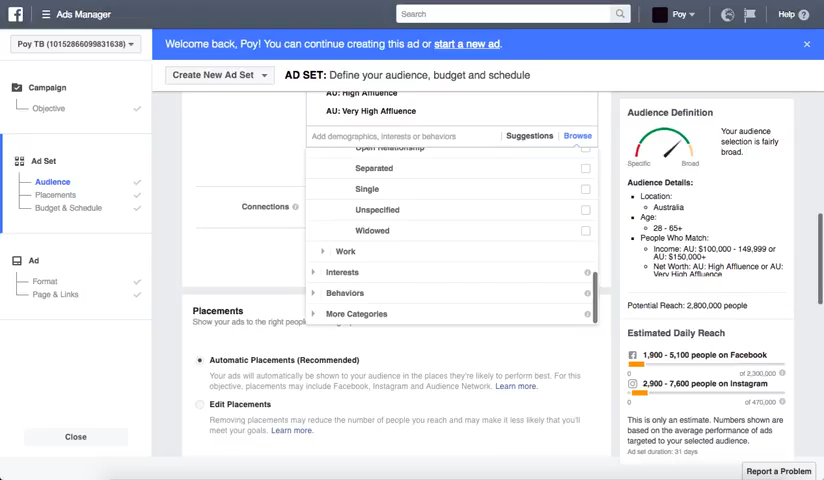 Ads Manager
Search
Poy
Help
Poy TB (10152866099831638)
Welcome back, Poy! You can continue creating this ad or start a new ad.
Create New Ad Set
AD SET: Define your audience, budget and schedule
Campaign
Objective
Ad Set
Audience
Placements
Budget & Schedule
Ad
Format
Page & Links
Close
AU: High Affluence
AU: Very High Affluence
Add demographics, interests or behaviors
Suggestions
Browse
Open Relationship
Separated
Single
Unspecified
Widowed
Work
Interests
Behaviors
More Categories
Connections
Placements
Show your ads to the right people
Automatic Placements (Recommended)
Your ads will automatically be shown to your audience in the places they're likely to perform best. For this
objective, placements may include Facebook, Instagram and Audience Network. Learn more.
Edit Placements
Removing placements may reduce the number of people you reach and may make it less likely that you'll
meet your goals. Learn more.
Audience Definition
Specific
Broad
Your audience
selection is fairly
broad.
Audience Details:
Location:
Australia
Age:
28 - 65+
People Who Match:
Income: AU: $100,000 - 149,999 or
AU: $150,000+
Net Worth: AU: High Affluence or AU:
Very High Affluence
Potential Reach: 2,800,000 people
Estimated Daily Reach
1,900 - 5,100 people on Facebook
0
of 2,300,000
2,900 - 7,600 people on Instagram
0
of 470,000
This is only an estimate. Numbers shown are
based on the average performance of ads
targeted to your selected audience.
Ad set duration: 31 days
Report a Problem